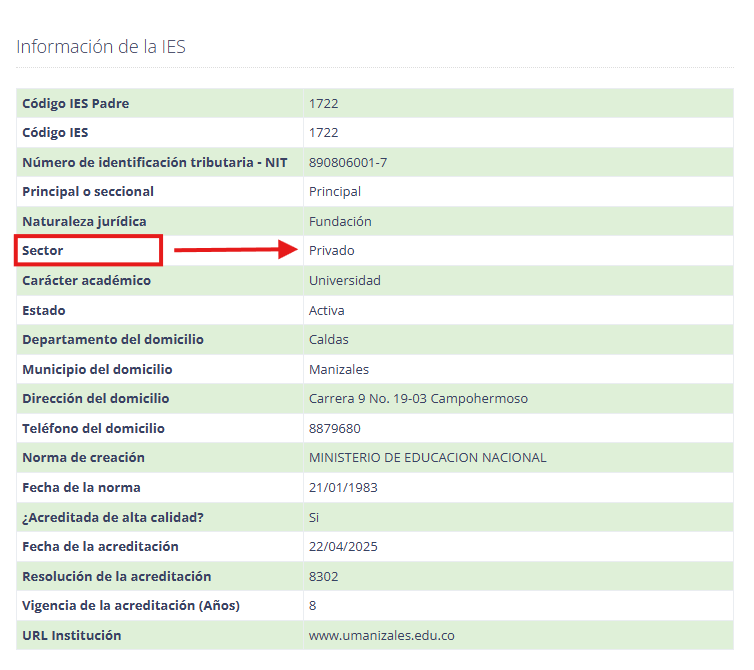 Información de la IES
Código IES Padre 1722
Código IES 1722
Número de identificación tributaria - NIT 890806001-7
Principal o seccional Principal
Naturaleza jurídica Fundación
Sector Privado
Carácter académico Universidad
Estado Activa
Departamento del domicilio Caldas
Municipio del domicilio Manizales
Dirección del domicilio Carrera 9 No. 19-03 Campohermoso
Teléfono del domicilio 8879680
Norma de creación MINISTERIO DE EDUCACION NACIONAL
Fecha de la norma 21/01/1983
¿Acreditada de alta calidad? Si
Fecha de la acreditación 22/04/2025
Resolución de la acreditación 8302
Vigencia de la acreditación (Años) 8
URL Institución www.umanizales.edu.co